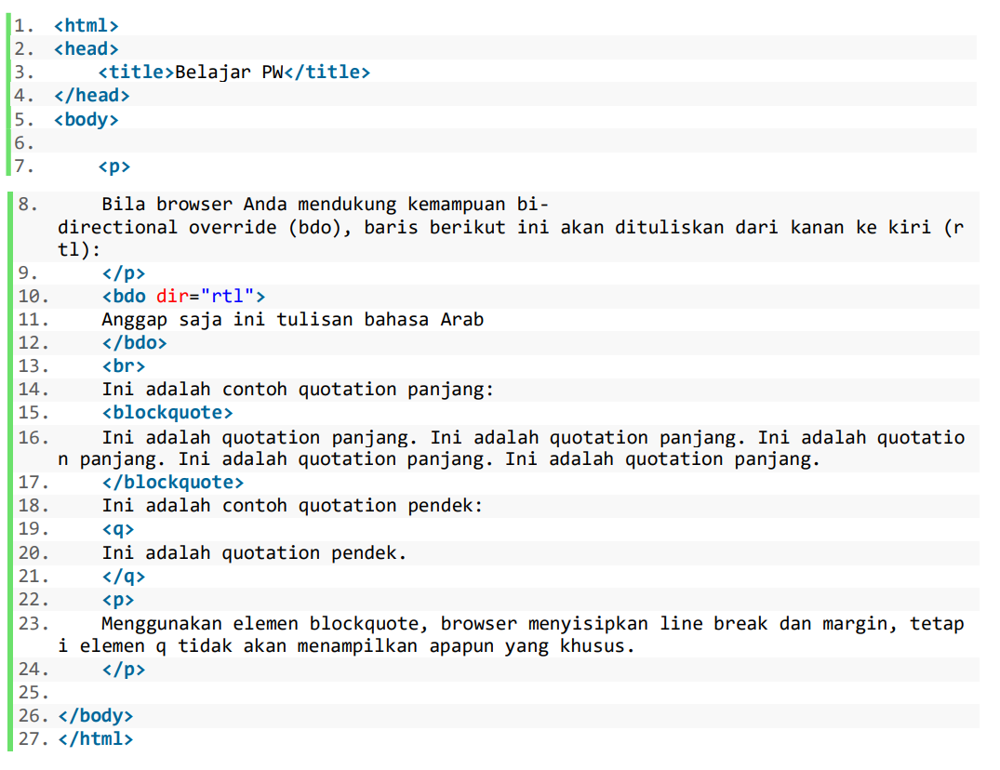 1. <html>
2. <head>
3.     <title>Belajar PW</title>
4. </head>
5. <body>
6.
7.     <p>
8.     Bila browser Anda mendukung kemampuan bi-
directional override (bdo), baris berikut ini akan dituliskan dari kanan ke kiri (r
tl):
9.     </p>
10.     <bdo dir="rtl">
11.     Anggap saja ini tulisan bahasa Arab
12.     </bdo>
13.     <br>
14.     Ini adalah contoh quotation panjang:
15.     <blockquote>
16.     Ini adalah quotation panjang. Ini adalah quotation panjang. Ini adalah quotatio
n panjang. Ini adalah quotation panjang. Ini adalah quotation panjang.
17.     </blockquote>
18.     Ini adalah contoh quotation pendek:
19.     <q>
20.     Ini adalah quotation pendek.
21.     </q>
22.     <p>
23.     Menggunakan elemen blockquote, browser menyisipkan line break dan margin, tetap
i elemen q tidak akan menampilkan apapun yang khusus.
24.     </p>
25.
26. </body>
27. </html>